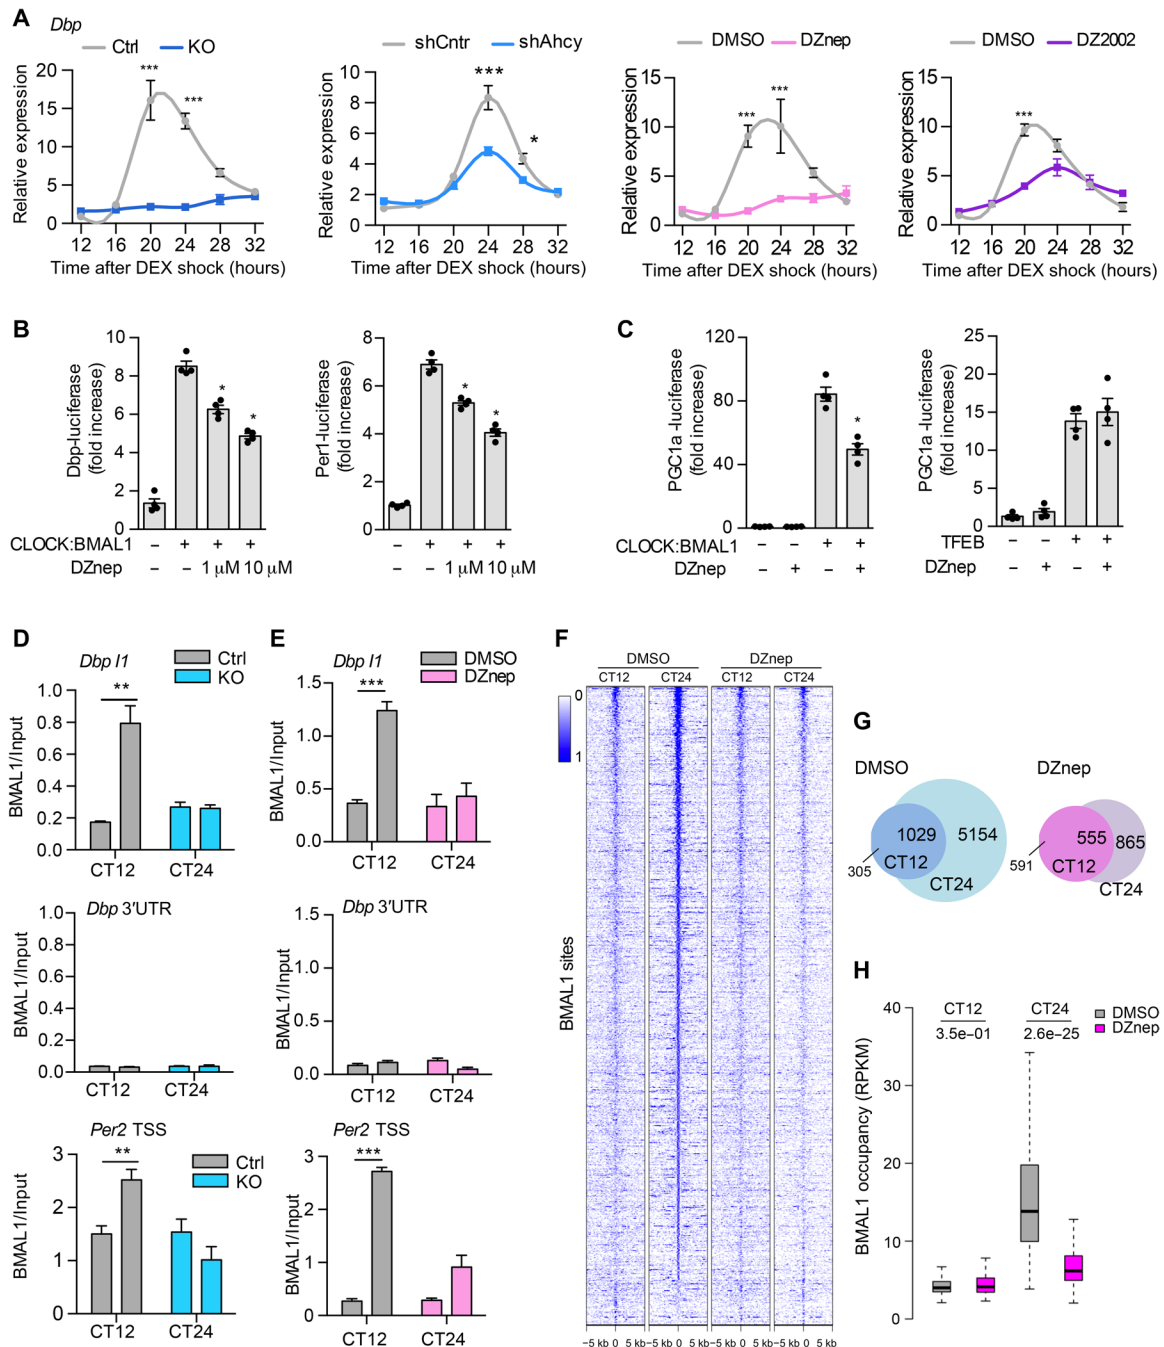 A
Dbp
Ctrl KO
Relative expression
20
15
10
5
0
***
***
12 16 20 24 28 32
Time after DEX shock (hours)
shCntr shAhcy
Relative expression
10
8
6
4
2
0
***
*
12 16 20 24 28 32
Time after DEX shock (hours)
DMSO DZnep
Relative expression
15
10
5
0
***
***
12 16 20 24 28 32
Time after DEX shock (hours)
DMSO DZ2002
Relative expression
15
10
5
0
***
12 16 20 24 28 32
Time after DEX shock (hours)
B
Dbp-luciferase
(fold increase)
10
8
6
4
2
0
*
*
CLOCK:BMAL1 – + + +
DZnep – – 1 μM 10 μM
Per1-luciferase
(fold increase)
8
6
4
2
0
*
*
– + + +
– – 1 μM 10 μM
C
PGC1a -luciferase
(fold increase)
120
80
40
0
*
CLOCK:BMAL1 – – + +
DZnep – + – +
PGC1a -luciferase
(fold increase)
25
20
15
10
5
0
TFEB – – + +
DZnep – + – +
D
Dbp I1
Ctrl
KO
BMAL1/Input
1.0
0.8
0.6
0.4
0.2
0.0
**
CT12 CT24
Dbp 3′UTR
BMAL1/Input
1.0
0.8
0.6
0.4
0.2
0.0
CT12 CT24
Per2 TSS
Ctrl
KO
BMAL1/Input
3
2
1
0
**
CT12 CT24
E
Dbp I1
DMSO
DZnep
BMAL1/Input
1.5
1.0
0.5
0.0
***
CT12 CT24
Dbp 3′UTR
BMAL1/Input
1.5
1.0
0.5
0.0
CT12 CT24
Per2 TSS
BMAL1/Input
3
2
1
0
***
CT12 CT24
F
DMSO DZnep
CT12 CT24 CT12 CT24
0
1
BMAL1 sites
–5 kb 0 5 kb –5 kb 0 5 kb –5 kb 0 5 kb –5 kb 0 5 kb
G
DMSO
1029 5154
305
CT12
CT24
DZnep
555 865
591
CT12
CT24
H
BMAL1 occupancy (RPKM)
40
30
20
10
0
CT12 CT24
3.5e–01 2.6e–25
DMSO
DZnep